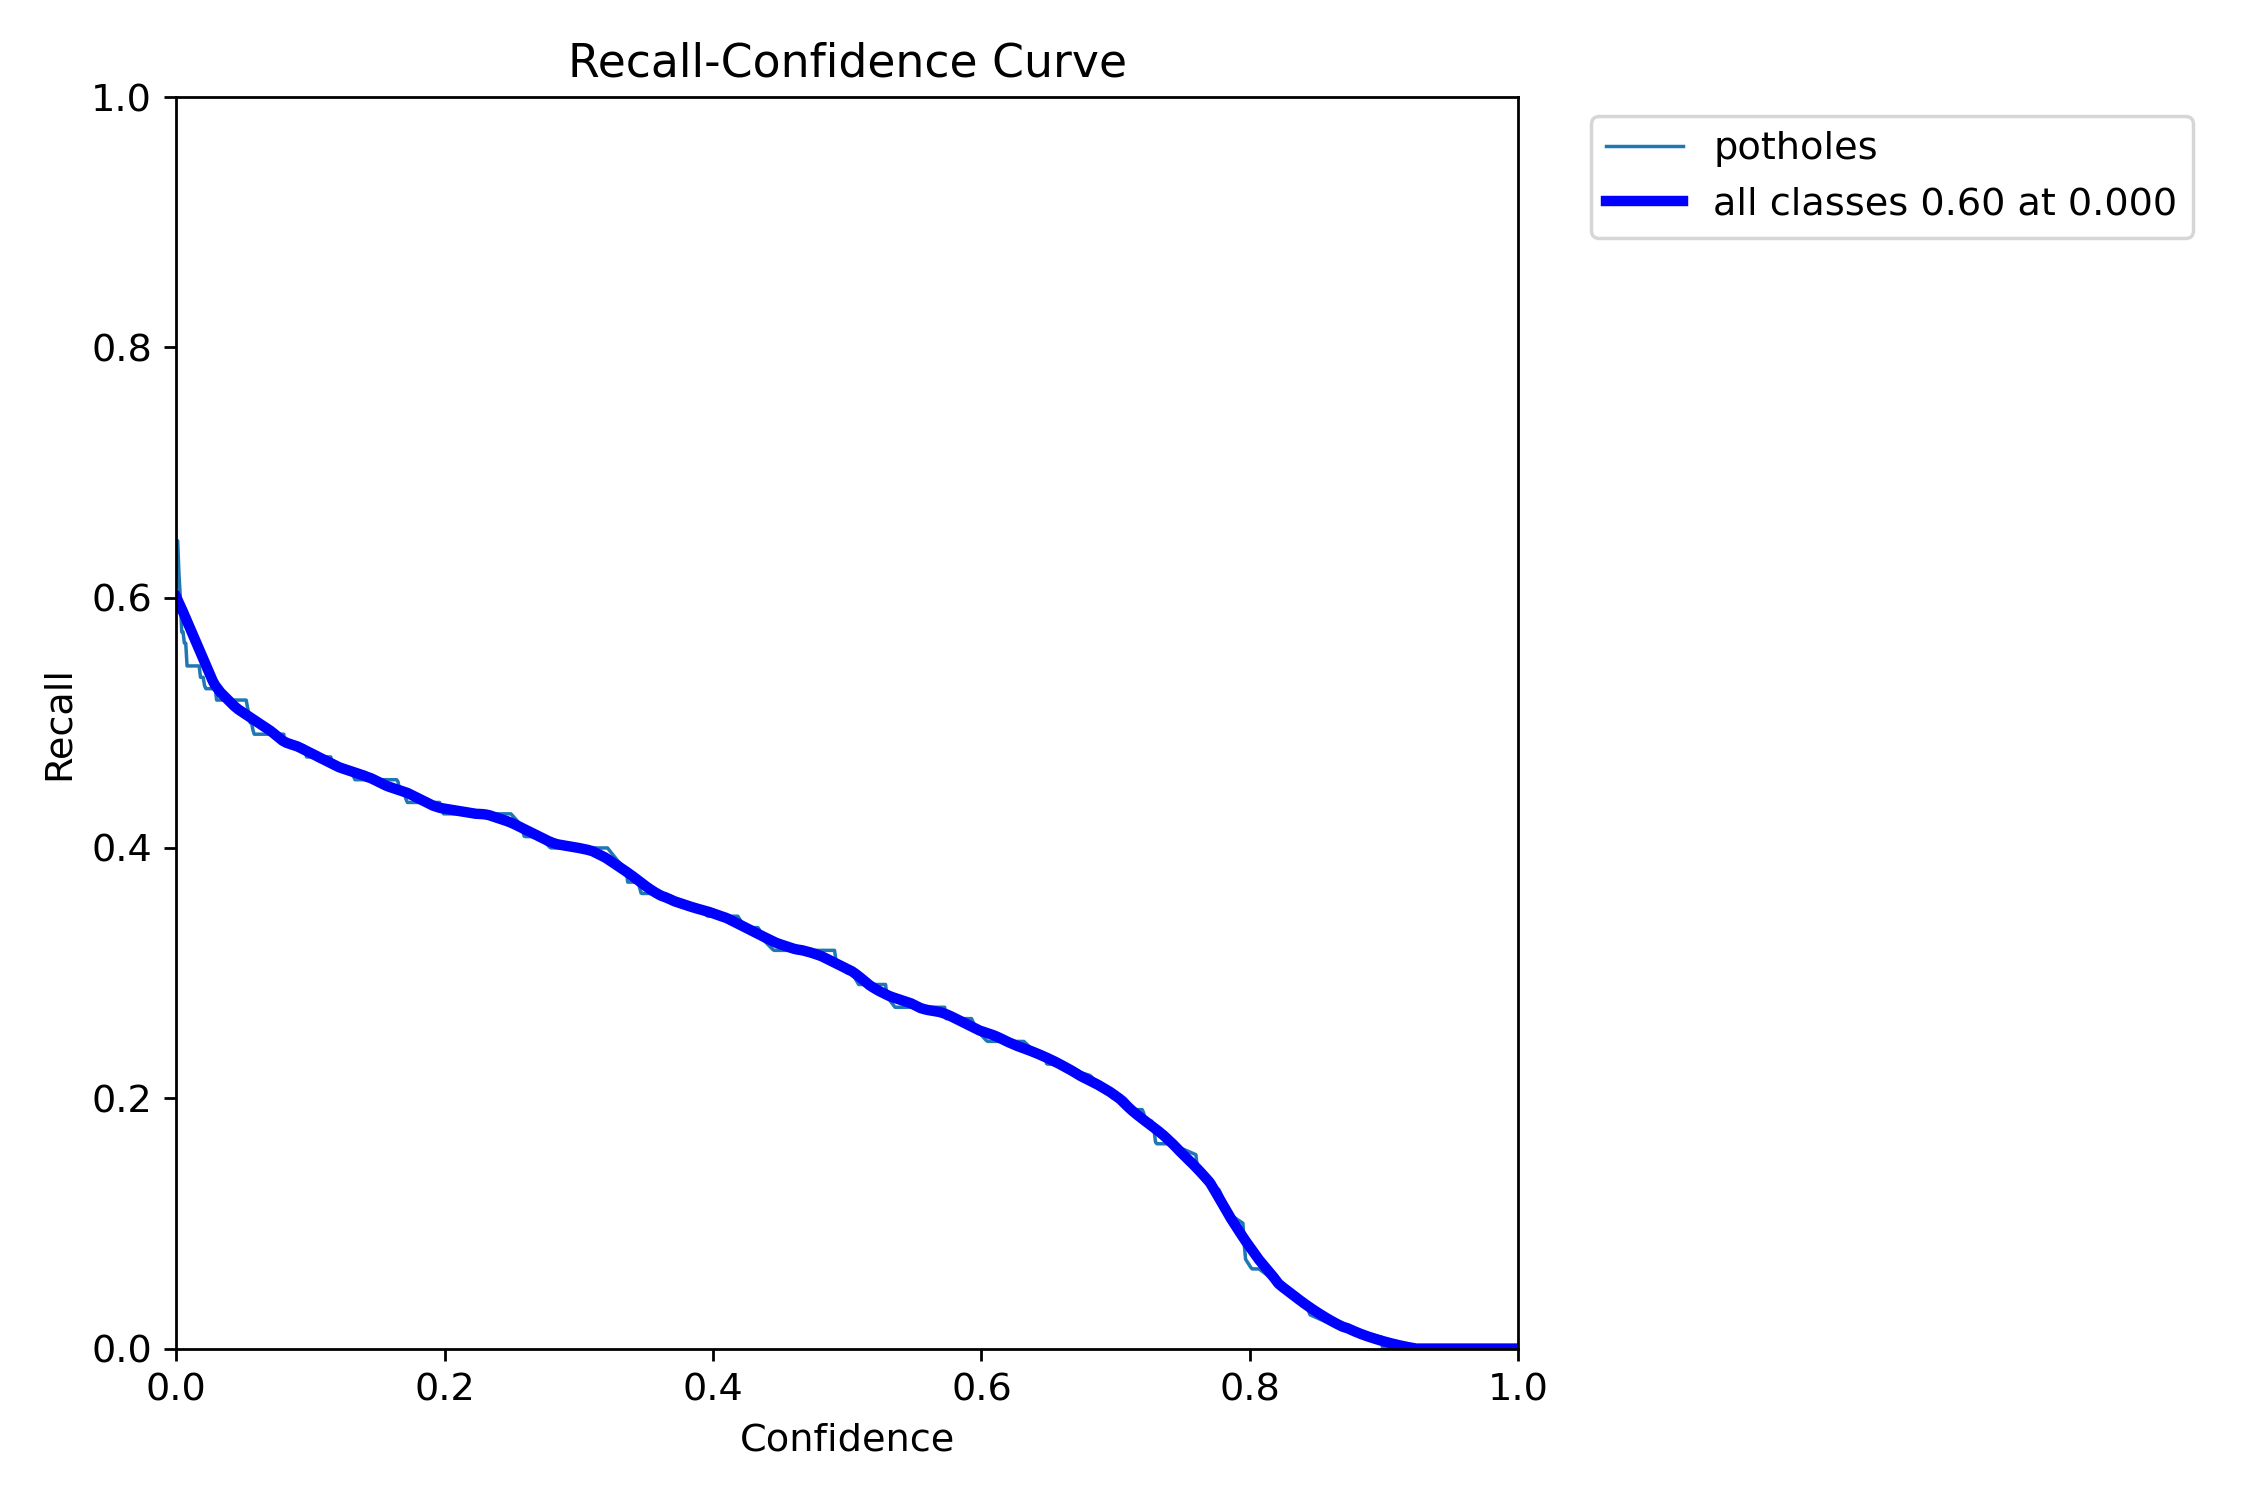 Recall-Confidence Curve
1.0
0.8
0.6
0.4
0.2
0.0
Recall
0.0 0.2 0.4 0.6 0.8 1.0
Confidence
potholes
all classes 0.60 at 0.000